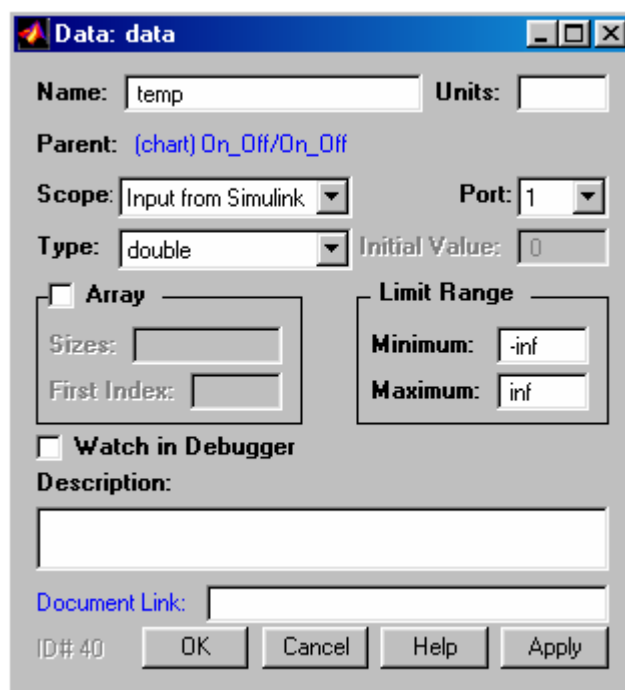 Data: data
Name: temp Units:
Parent: (chart) On_Off/On_Off
Scope: Input from Simulink Port: 1
Type: double Initial Value: 0
Array Limit Range
Sizes: Minimum: -inf
First Index: Maximum: inf
Watch in Debugger
Description:
Document Link:
ID# 40 OK Cancel Help Apply